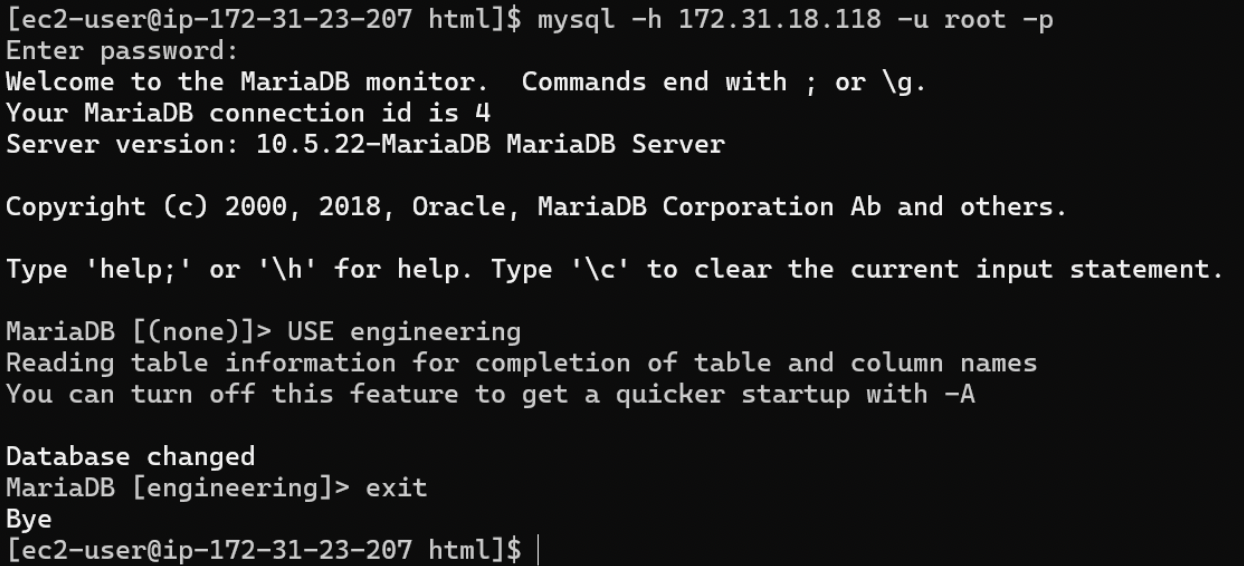 [ec2-user@ip-172-31-23-207 html]$ mysql -h 172.31.18.118 -u root -p
Enter password:
Welcome to the MariaDB monitor.  Commands end with ; or \g.
Your MariaDB connection id is 4
Server version: 10.5.22-MariaDB MariaDB Server

Copyright (c) 2000, 2018, Oracle, MariaDB Corporation Ab and others.

Type 'help;' or '\h' for help. Type '\c' to clear the current input statement.

MariaDB [(none)]> USE engineering
Reading table information for completion of table and column names
You can turn off this feature to get a quicker startup with -A

Database changed
MariaDB [engineering]> exit
Bye
[ec2-user@ip-172-31-23-207 html]$